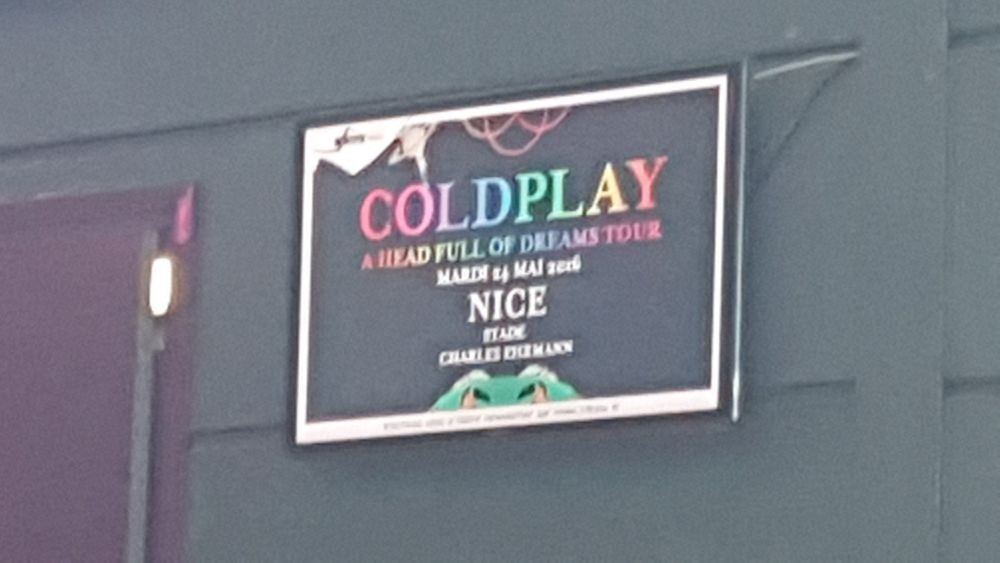 COLDPLAY
A HEAD FULL OF DREAMS TOUR
MARDI 24 MAI 2016
NICE
STADE
CHARLES EHRMANN